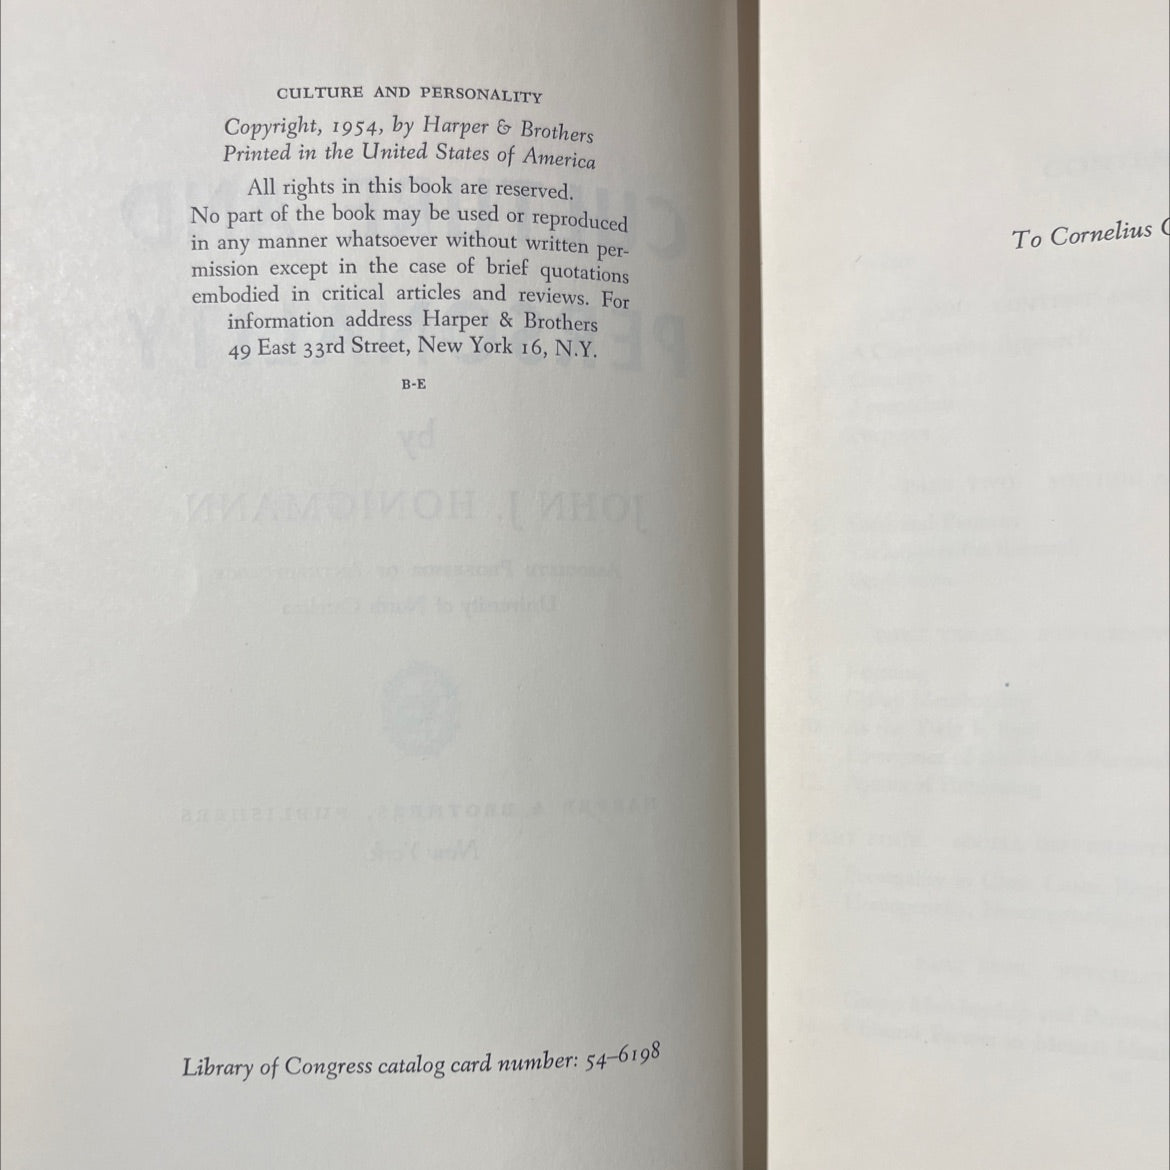 CULTURE AND PERSONALITY
Copyright, 1954, by Harper & Brothers
Printed in the United States of America
All rights in this book are reserved.
No part of the book may be used or reproduced
in any manner whatsoever without written per-
mission except in the case of brief quotations
embodied in critical articles and reviews. For
information address Harper & Brothers
49 East 33rd Street, New York 16, N.Y.
B-E
by
JOHN J. HONIGMANN
Library of Congress catalog card number: 54-6198
To Cornelius